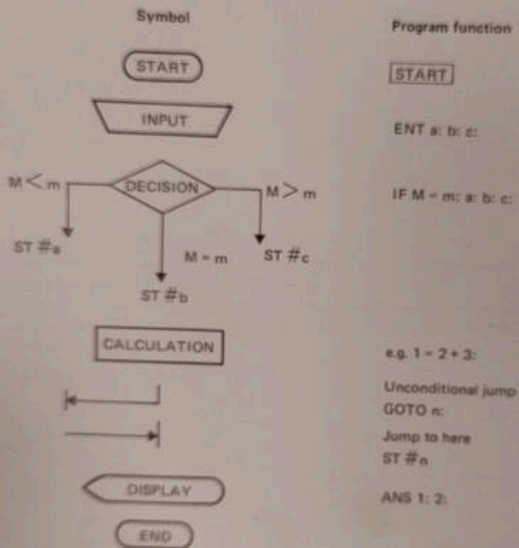 Symbol Program function
START START
INPUT ENT a: b: c:
M < m DECISION M > m IF M = m: a: b: c:
ST #a M = m ST #c
ST #b
CALCULATION e.g. 1 = 2 + 3:
Unconditional jump
GOTO n:
Jump to here
ST #n
DISPLAY ANS 1: 2:
END